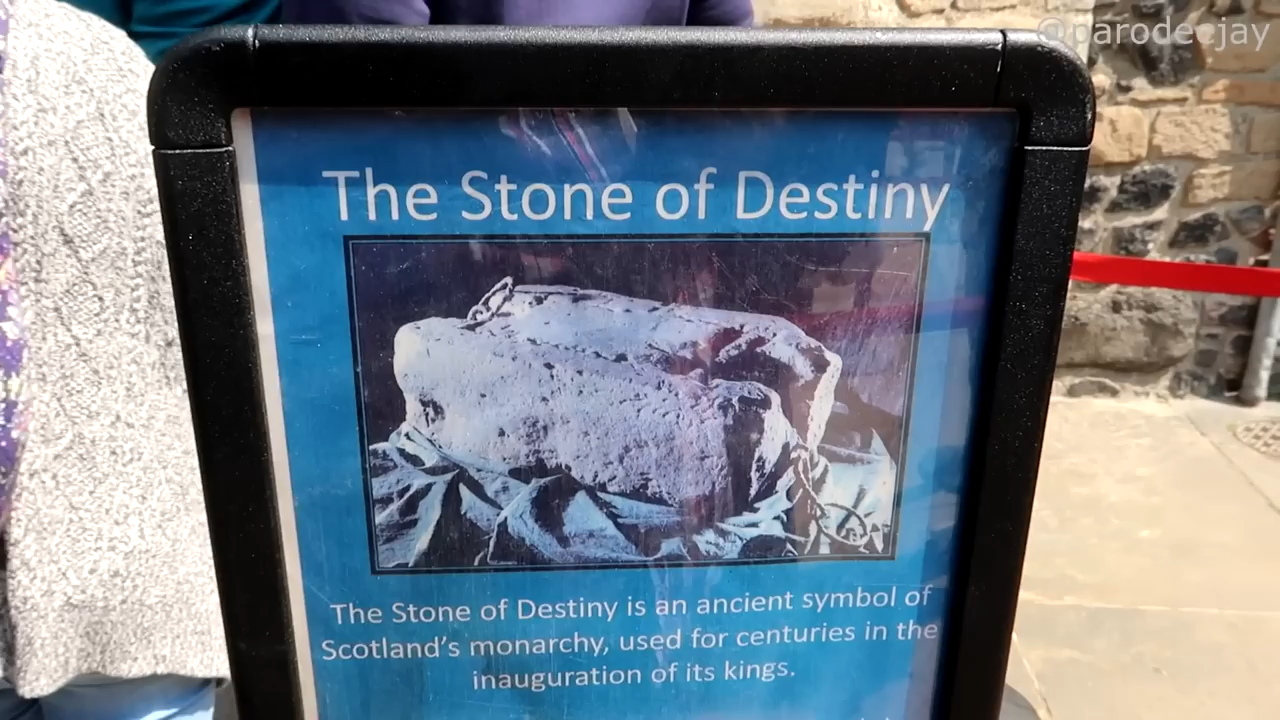 @parodeejay
The Stone of Destiny
The Stone of Destiny is an ancient symbol of
Scotland's monarchy, used for centuries in the
inauguration of its kings.